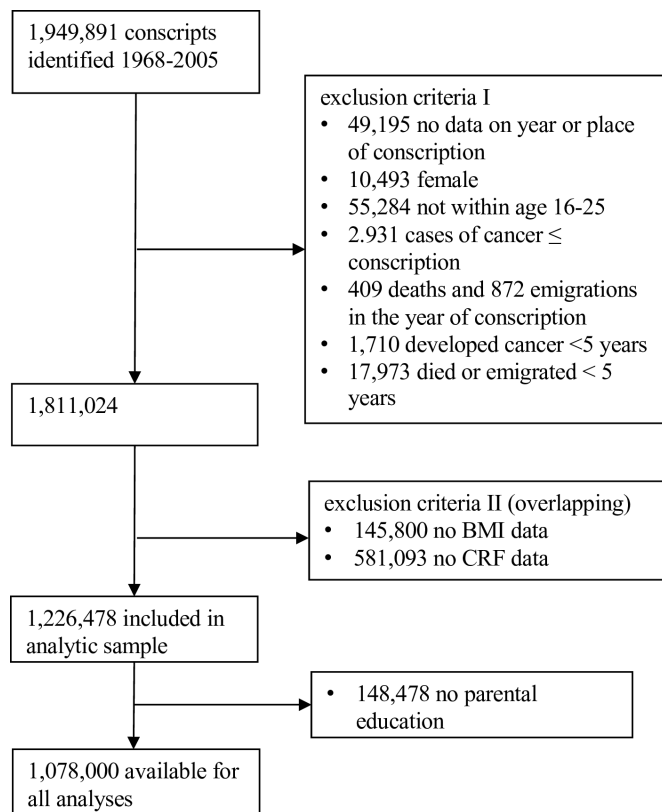 1,949,891 conscripts
identified 1968-2005
exclusion criteria I
• 49,195 no data on year or place
of conscription
• 10,493 female
• 55,284 not within age 16-25
• 2.931 cases of cancer ≤
conscription
• 409 deaths and 872 emigrations
in the year of conscription
• 1,710 developed cancer <5 years
• 17,973 died or emigrated < 5
years
1,811,024
exclusion criteria II (overlapping)
• 145,800 no BMI data
• 581,093 no CRF data
1,226,478 included in
analytic sample
• 148,478 no parental
education
1,078,000 available for
all analyses